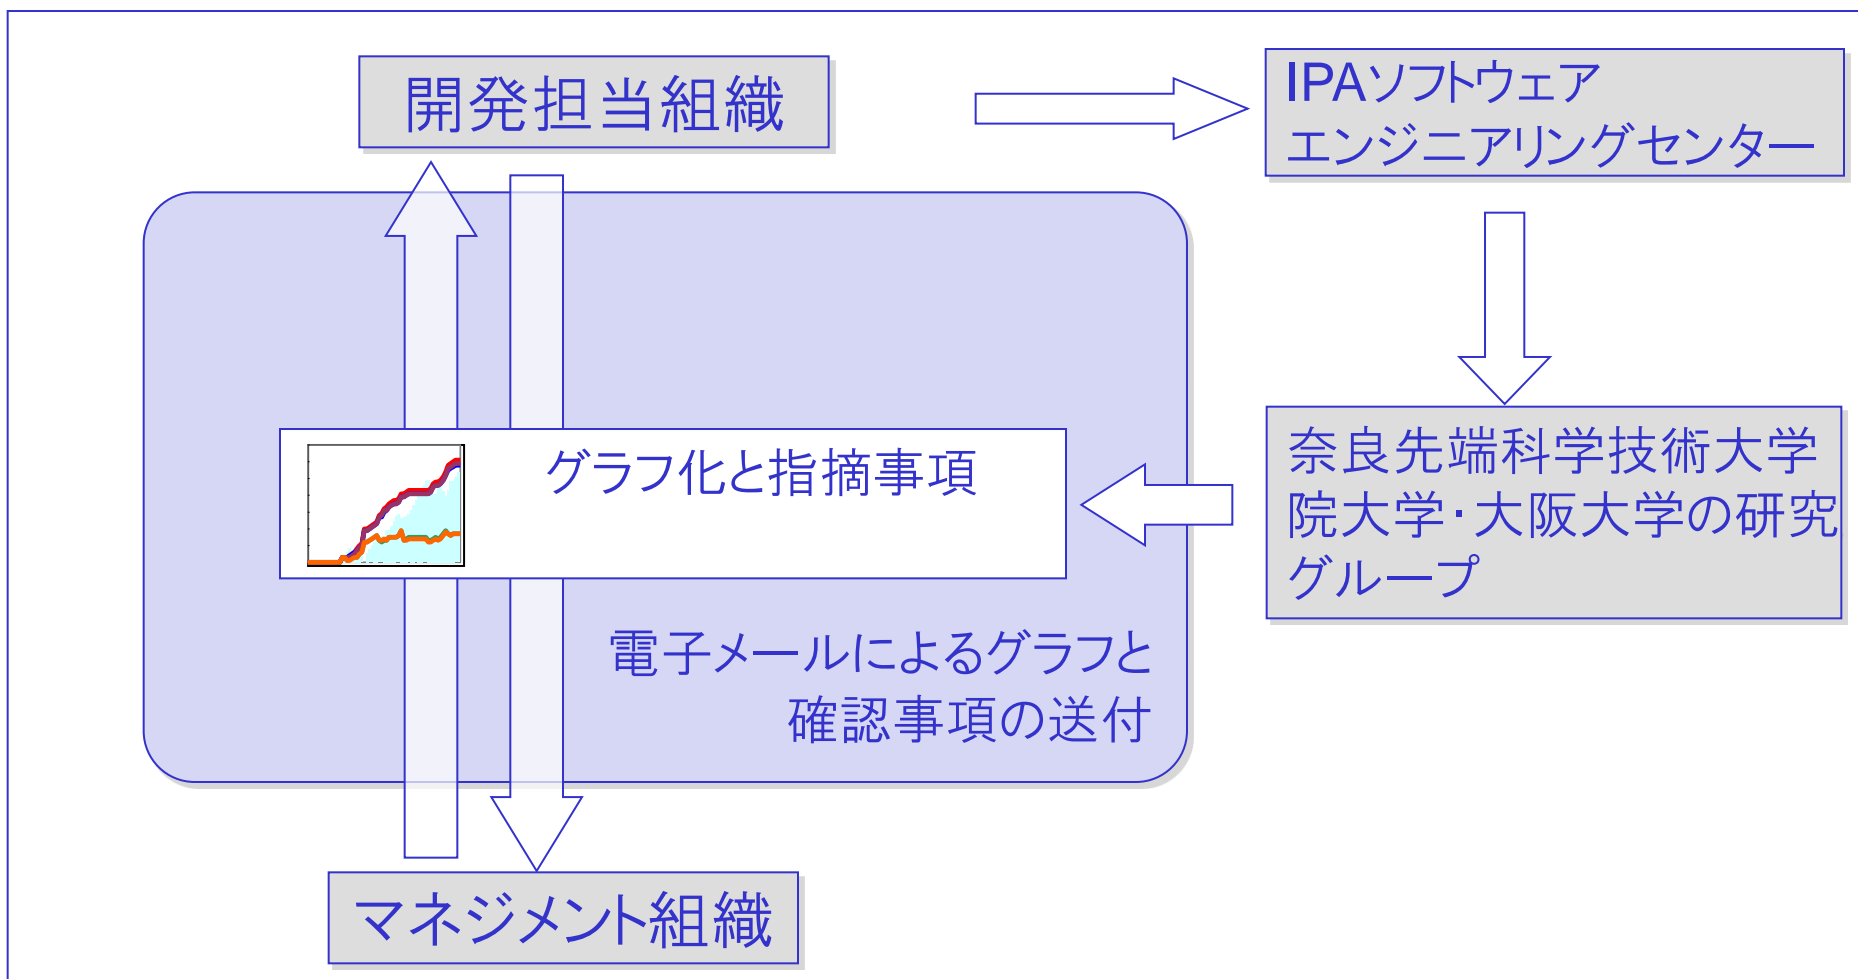 開発担当組織
IPAソフトウェア
エンジニアリングセンター
グラフ化と指摘事項
奈良先端科学技術大学
院大学・大阪大学の研究
グループ
電子メールによるグラフと
確認事項の送付
マネジメント組織